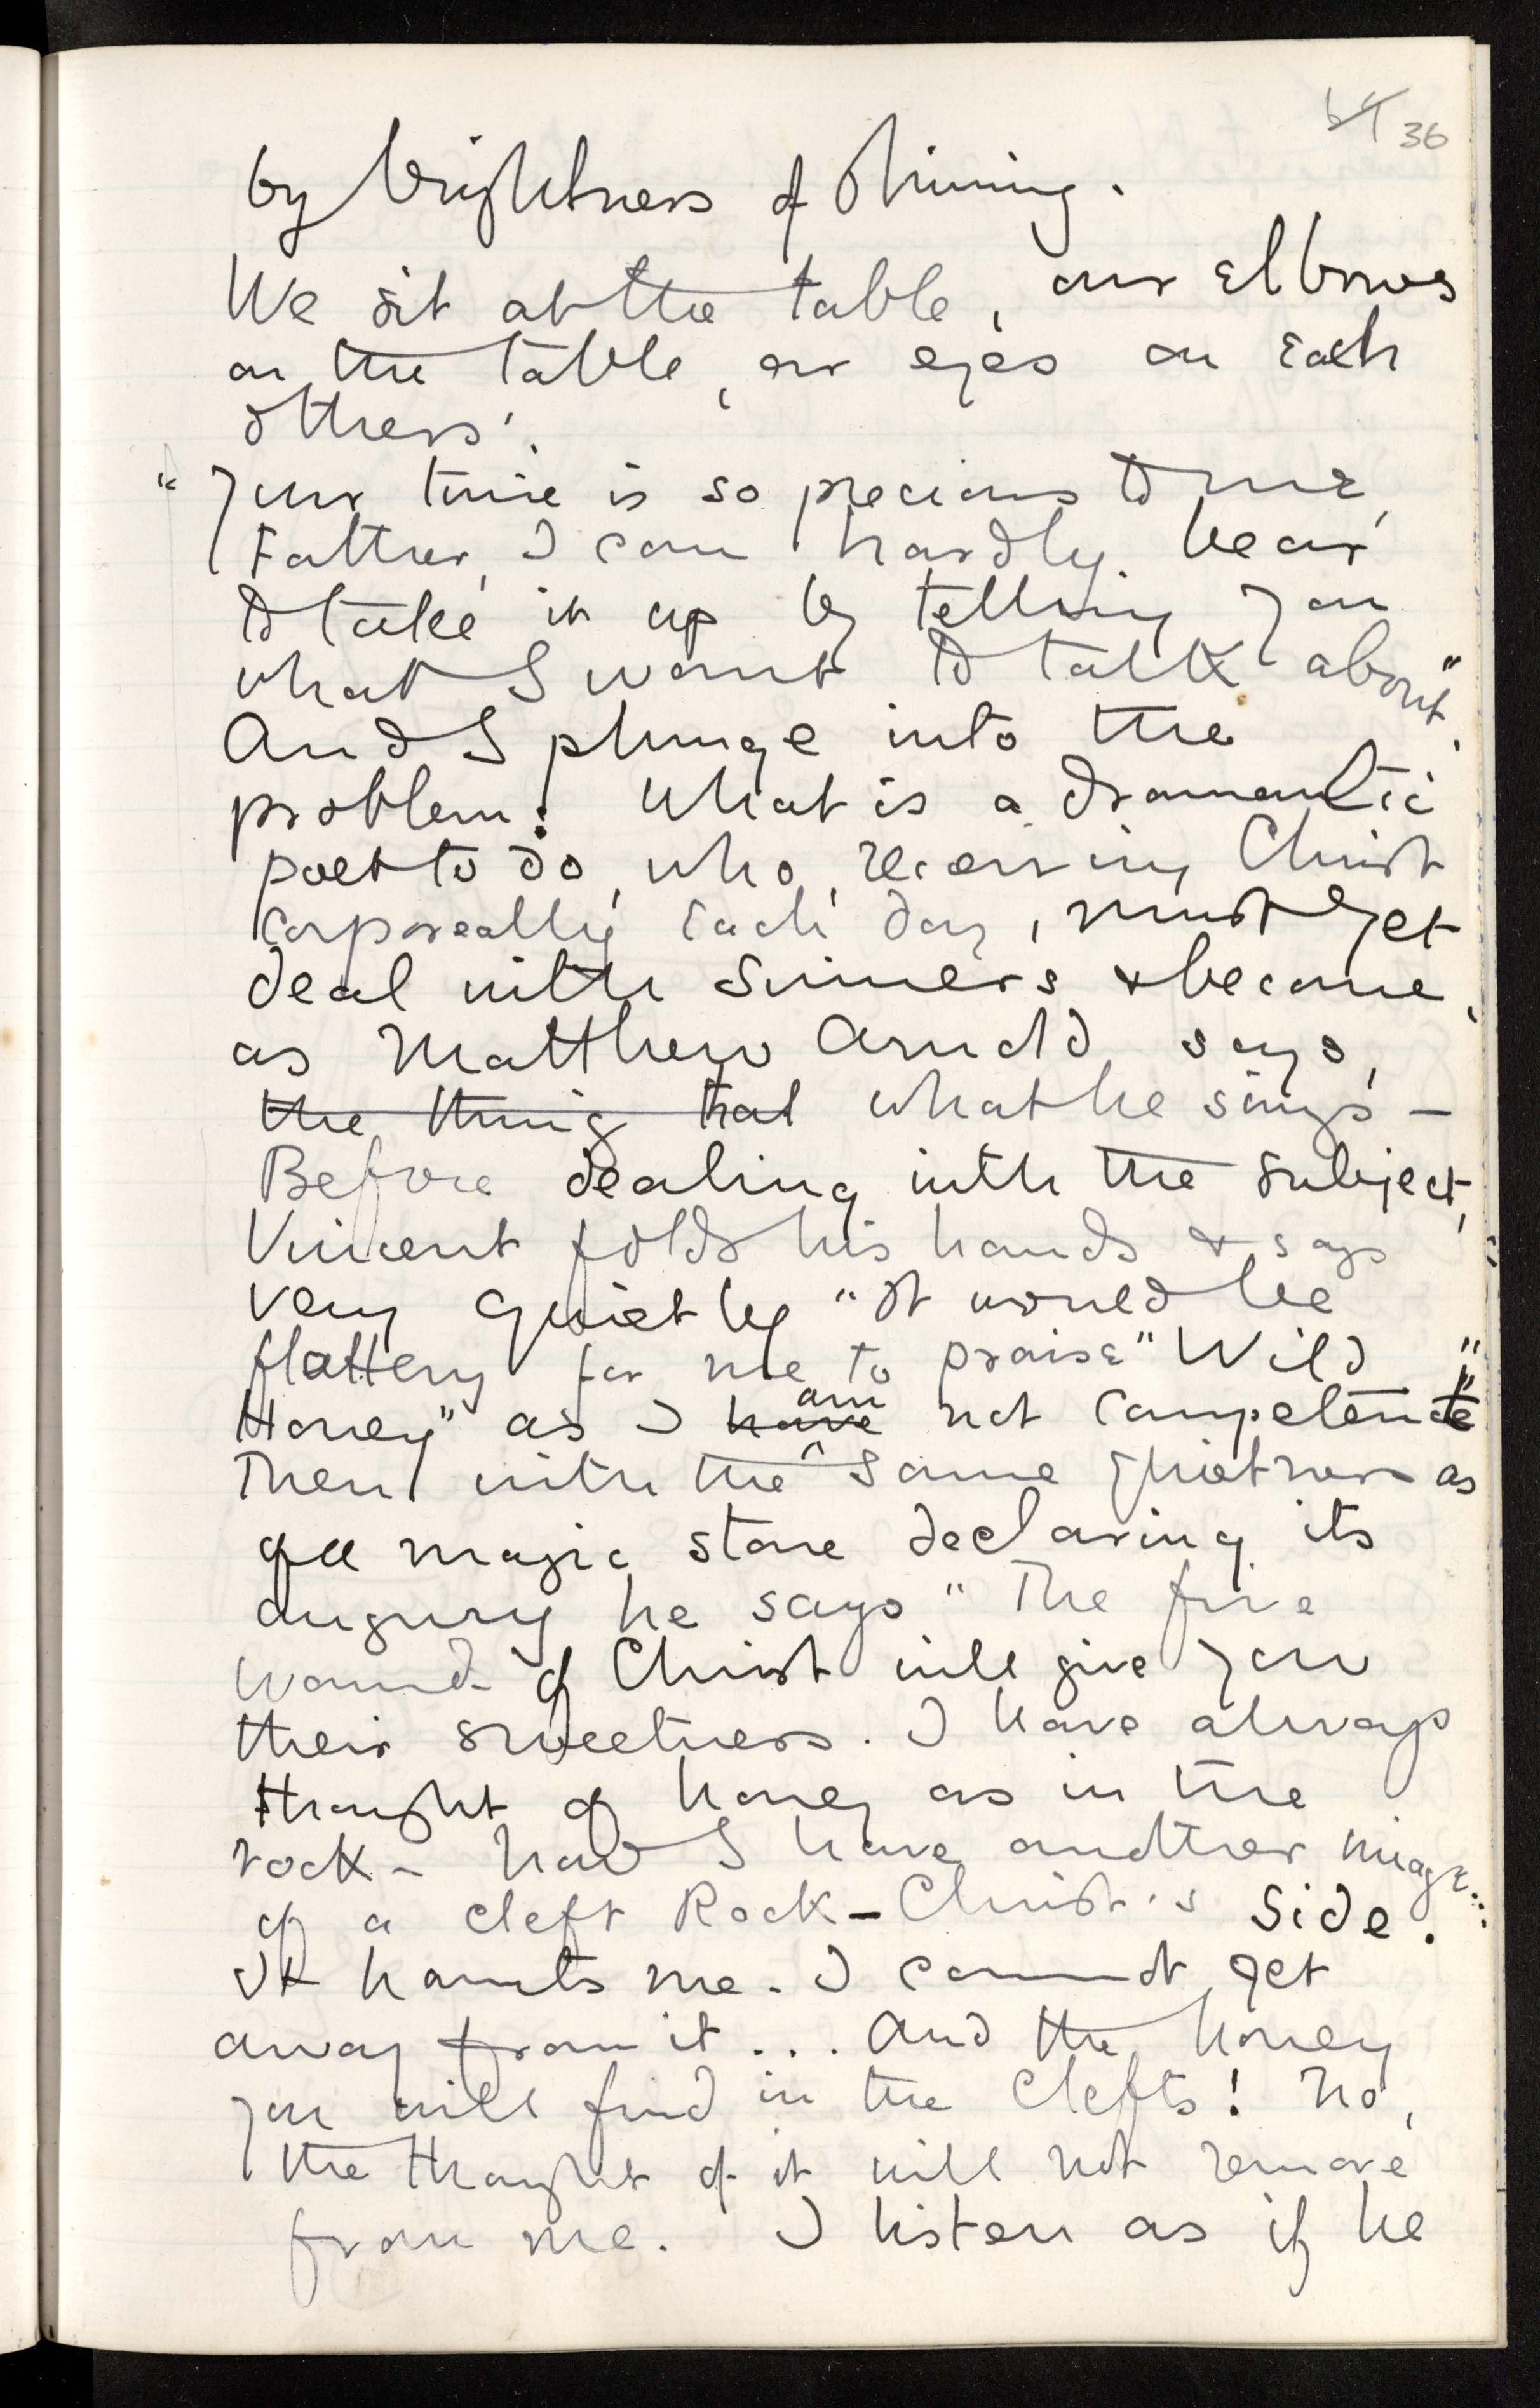 36
by brightness of shining.
We sit at the table, our elbows
on the table, our eyes on each
others'.
"Your time is so precious to me,
Father, I can hardly bear
to take it up by telling you
what I want to talk about".
And I plunge into the
problem: What is a dramantic
poet to do, who, receiving Christ
corporeally each day, must yet
deal with sinners & become,
as Matthew Arnold says,
the thing that what he sings –
Before dealing with the subject,
Vincent folds his hands & says
very quietly "It would be
flattery for me to praise "Wild
Honey" as I have am not competent"
Then with the same quietness as
of a magic stone declaring its
augury he says "The five
wounds of Christ will give you
their sweetness. I have always
thought of honey as in the
rock – now I have another image...
of a cleft Rock – Christ's side.
It haunts me. I cannot get
away from it ... And the honey
you will find in the Clefts! No,
the thought of it will not remove
from me. I listen as if he